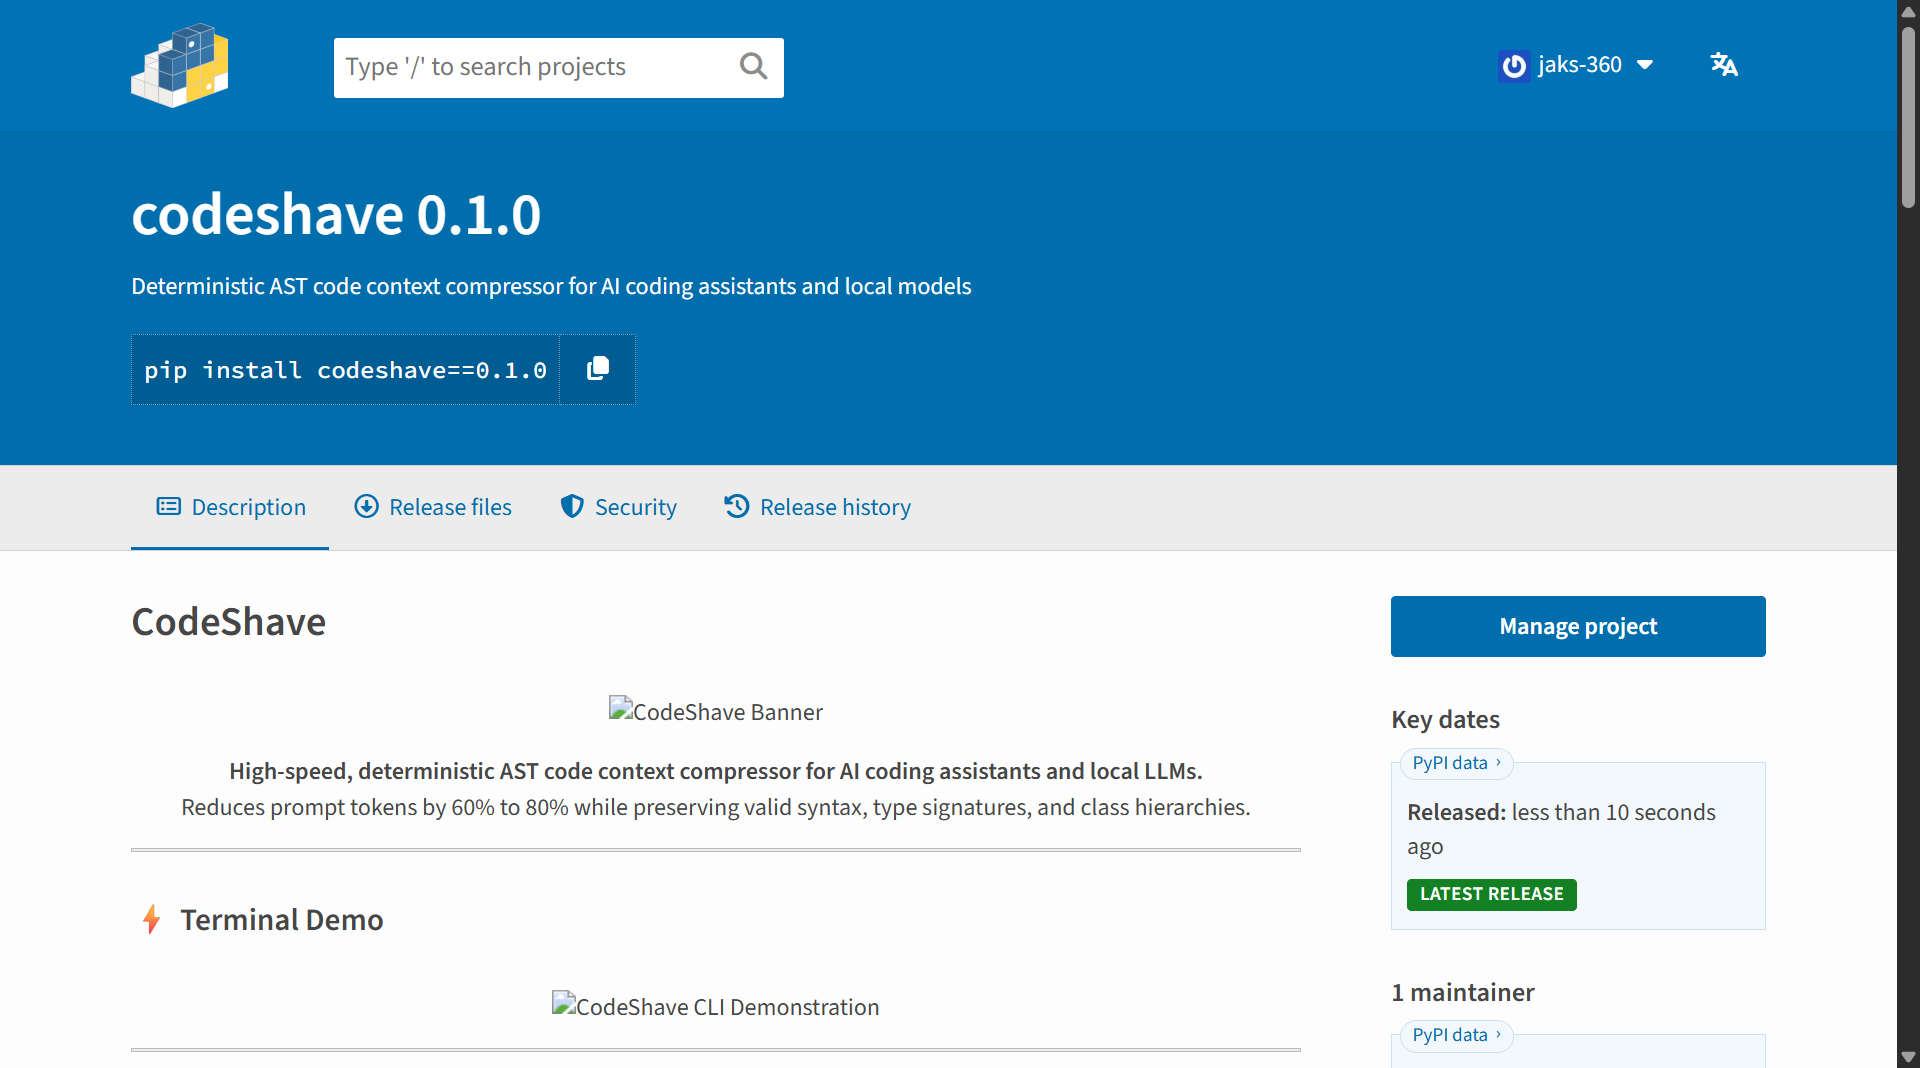 Type '/' to search projects
jaks-360
codeshave 0.1.0
Deterministic AST code context compressor for AI coding assistants and local models
pip install codeshave==0.1.0
Description
Release files
Security
Release history
CodeShave
CodeShave Banner
High-speed, deterministic AST code context compressor for AI coding assistants and local LLMs.
Reduces prompt tokens by 60% to 80% while preserving valid syntax, type signatures, and class hierarchies.
⚡ Terminal Demo
CodeShave CLI Demonstration
Manage project
Key dates
PyPI data ›
Released: less than 10 seconds
ago
LATEST RELEASE
1 maintainer
PyPI data ›